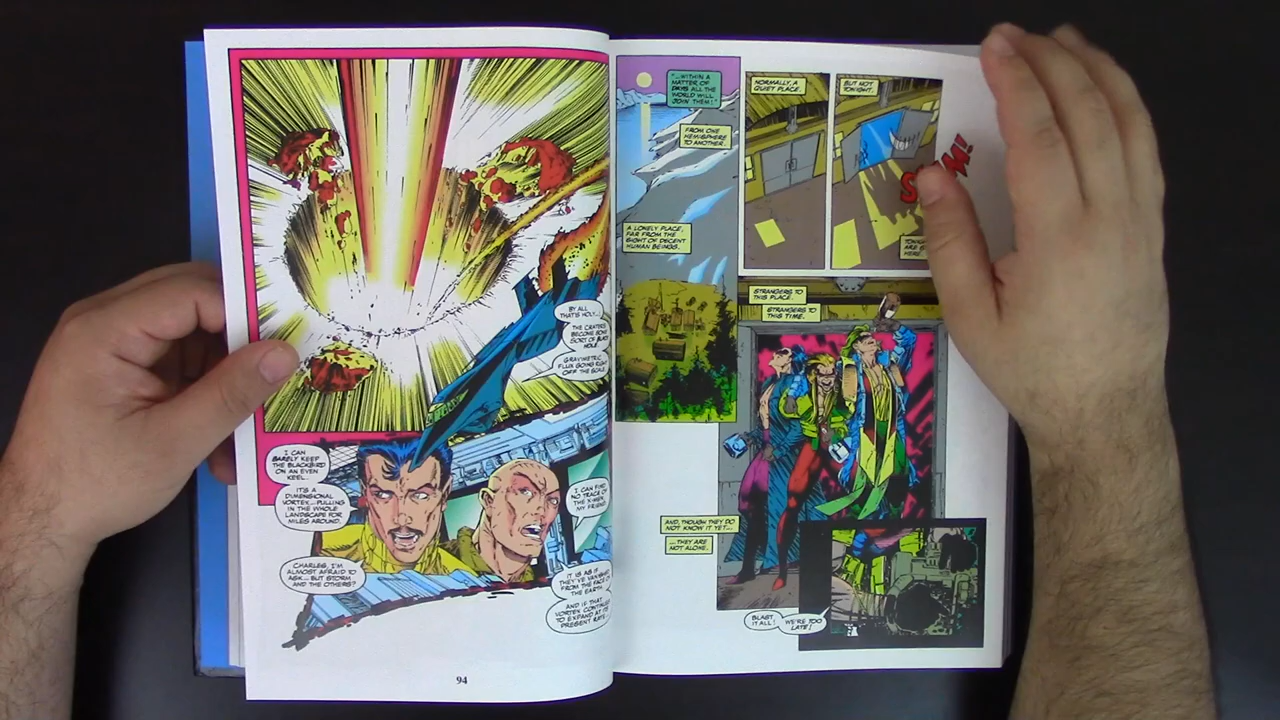 BY ALL
THAT'S HOLY...
THE CRATERS
BECOME SOME
SORT OF BLACK
HOLE
GRAVIMETRIC
FLUX GOING RIGHT
OFF THE SCALE.
I CAN
BARELY KEEP
THE BLACKBIRD
ON AN EVEN
KEEL.
IT'S A
DIMENSIONAL
VORTEX...PULLING
IN THE WHOLE
LANDSCAPE FOR
MILES AROUND.
CHARLES, I'M
ALMOST AFRAID TO
ASK... BUT STORM
AND THE OTHERS?
I CAN FIND
NO TRACE OF
THE X-MEN,
MY FRIEND.
IT IS AS IF
THEY'VE VANISHED
FROM THE FACE OF
THE EARTH.
AND IF THAT
VORTEX CONTINUES
TO EXPAND AT ITS
PRESENT RATE...
94
"...WITHIN A
MATTER OF
DAYS ALL THE
WORLD WILL
JOIN THEM!"
FROM ONE
HEMISPHERE
TO ANOTHER.
A LONELY PLACE,
FAR FROM THE
SIGHT OF DECENT
HUMAN BEINGS.
NORMALLY, A
QUIET PLACE.
BUT NOT
TONIGHT.
HERE.
STRANGERS TO
THIS PLACE.
STRANGERS TO
THIS TIME.
AND, THOUGH THEY DO
NOT KNOW IT YET...
...THEY ARE
NOT ALONE.
BLAST
IT ALL!
WE'RE TOO
LATE!